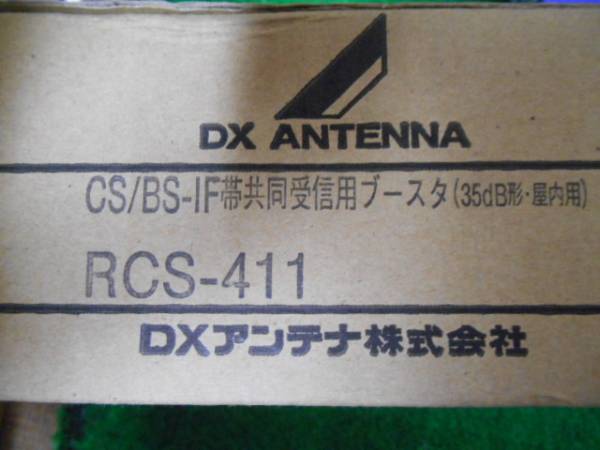 DX ANTENNA
CS/BS-IF帯共同受信用ブースタ(35dB形・屋内用)
RCS-411
DXアンテナ株式会社